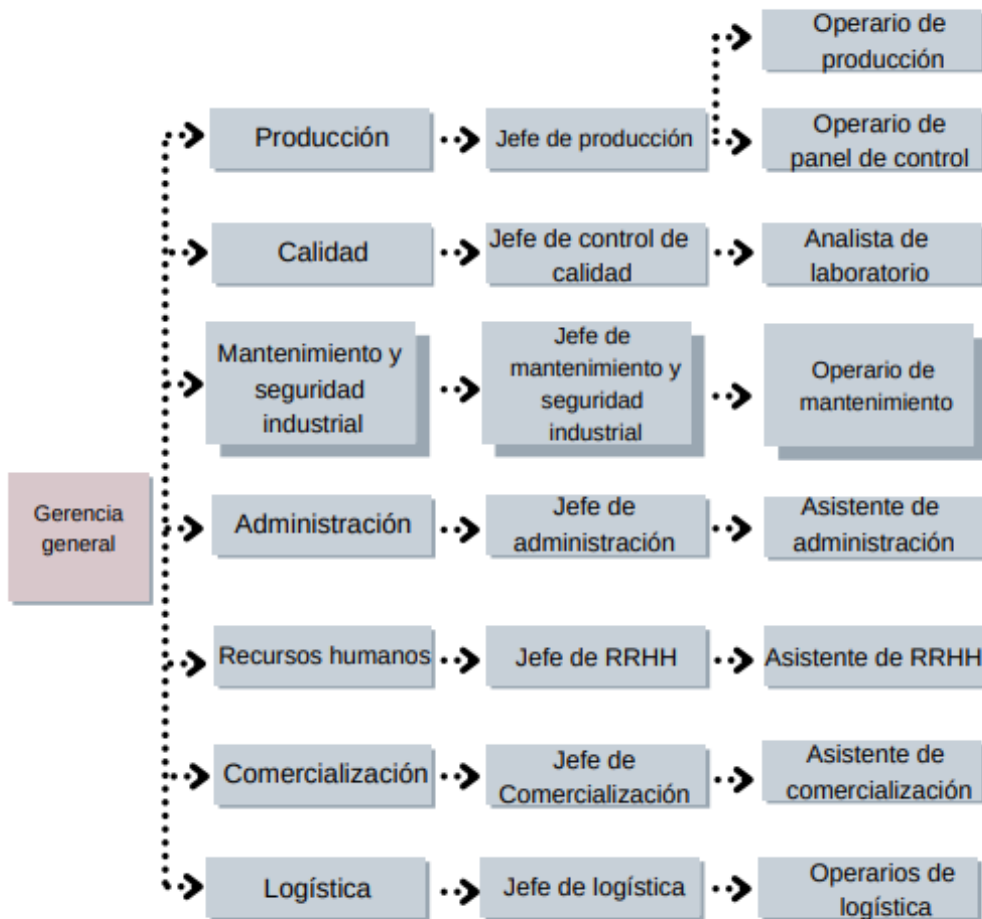 Operario de
producción
Producción
Jefe de producción
Operario de
panel de control
Calidad
Jefe de control de
calidad
Analista de
laboratorio
Mantenimiento y
seguridad
industrial
Jefe de
mantenimiento y
seguridad
industrial
Operario de
mantenimiento
Gerencia
general
Administración
Jefe de
administración
Asistente de
administración
Recursos humanos
Jefe de RRHH
Asistente de RRHH
Comercialización
Jefe de
Comercialización
Asistente de
comercialización
Logística
Jefe de logística
Operarios de
logística